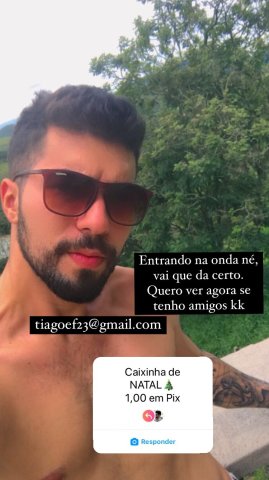 Entrando na onda né,
vai que da certo.
Quero ver agora se
tenho amigos kk
tiagoef23@gmail.com
Caixinha de
NATAL🎄
1,00 em Pix
Responder